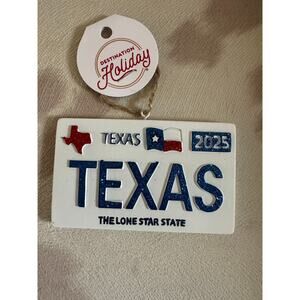 DESTINATION
Holiday
TEXAS 2025
TEXAS
THE LONE STAR STATE